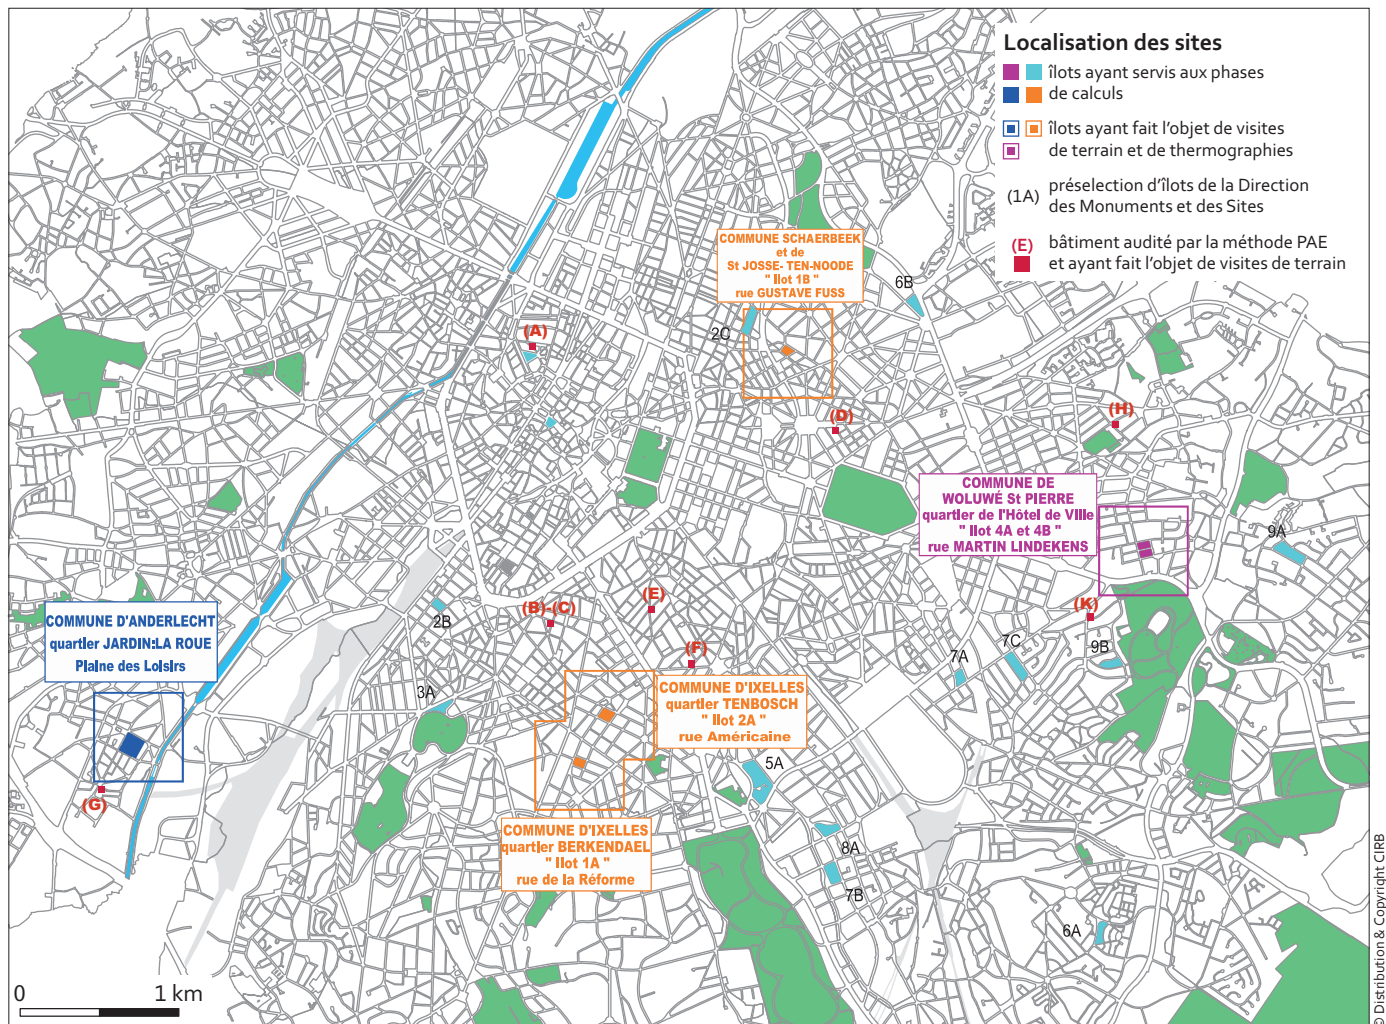 Localisation des sites
îlots ayant servis aux phases
de calculs
îlots ayant fait l'objet de visites
de terrain et de thermographies
(1A)
préselection d'îlots de la Direction
des Monuments et des Sites
(E)
bâtiment audité par la méthode PAE
et ayant fait l'objet de visites de terrain
COMMUNE SCHAERBEEK
et de
St JOSSE- TEN-NOODE
" Ilot 1B "
rue GUSTAVE FUSS
6B
2C
(A)
(D)
(H)
COMMUNE DE
WOLUWÉ St PIERRE
quartier de l'Hôtel de Ville
" Ilot 4A et 4B "
rue MARTIN LINDEKENS
9A
(B)-(C)
(E)
(K)
2B
COMMUNE D'ANDERLECHT
quartier JARDIN:LA ROUE
Plaine des Loisirs
(F)
7A
7C
9B
3A
COMMUNE D'IXELLES
quartier TENBOSCH
" Ilot 2A "
rue Américaine
5A
(G)
COMMUNE D'IXELLES
quartier BERKENDAEL
" Ilot 1A "
rue de la Réforme
8A
7B
6A
0 1 km
© Distribution & Copyright CIRB